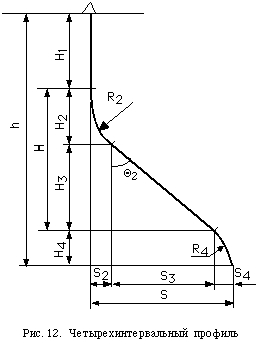 H1
R2
h
H
H2
Θ2
H3
H4
R4
S2
S3
S4
S
Рис. 12. Четырехинтервальный профиль